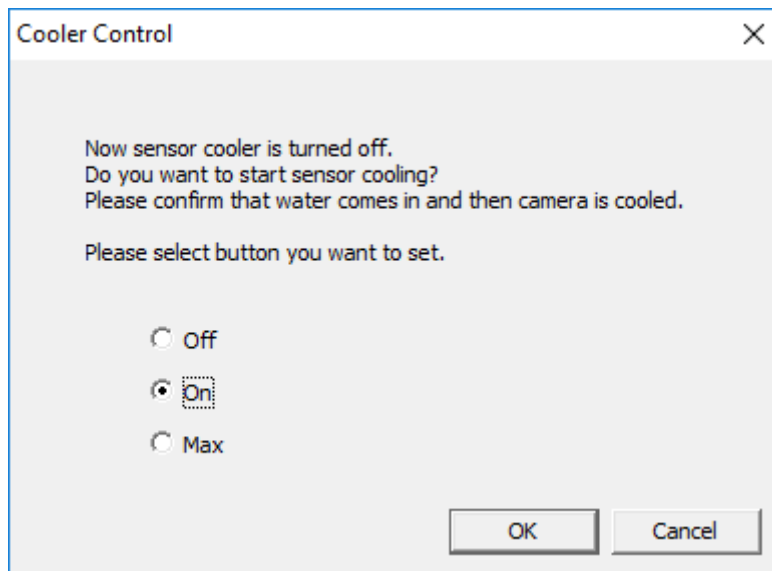 Cooler Control
Now sensor cooler is turned off.
Do you want to start sensor cooling?
Please confirm that water comes in and then camera is cooled.
Please select button you want to set.
Off
On
Max
OK Cancel